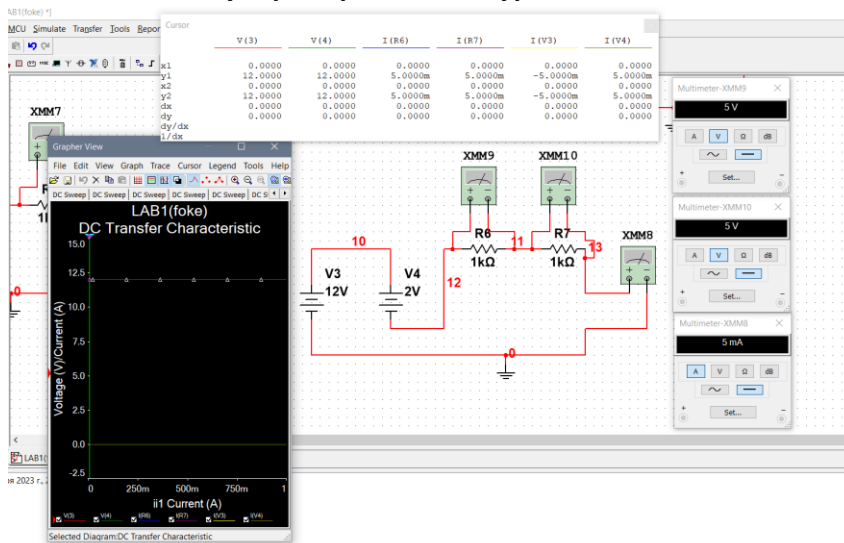 AB1(foke) *]
MCU Simulate Transfer Tools Repor
Cursor
V(3) V(4) I(R6) I(R7) I(V3) I(V4)
x1 0.0000 0.0000 0.0000 0.0000 0.0000 0.0000
y1 12.0000 12.0000 5.0000m 5.0000m -5.0000m 5.0000m
x2 0.0000 0.0000 0.0000 0.0000 0.0000 0.0000
y2 12.0000 12.0000 5.0000m 5.0000m -5.0000m 5.0000m
dx 0.0000 0.0000 0.0000 0.0000 0.0000 0.0000
dy 0.0000 0.0000 0.0000 0.0000 0.0000 0.0000
dy/dx
1/dx
XMM7
Grapher View
File Edit View Graph Trace Cursor Legend Tools Help
DC Sweep DC Sweep DC Sweep DC Sweep DC Sweep DC S
LAB1(foke)
DC Transfer Characteristic
Voltage (V)/Current (A)
15.0
12.5
10.0
7.5
5.0
2.5
0.0
-2.5
0 250m 500m 750m 1
ii1 Current (A)
V(3) V(4) I(R6) I(R7) I(V3) I(V4)
Selected Diagram:DC Transfer Characteristic
0
LAB1(
я 2023 г.,
XMM9 XMM10
R6 11 R7 13 XMM8
1kΩ 1kΩ
10
V3 V4 12
12V 2V
0
Multimeter-XMM9
5 V
A V Ω dB
+ Set... -
Multimeter-XMM10
5 V
A V Ω dB
+ Set... -
Multimeter-XMM8
5 mA
A V Ω dB
+ Set... -